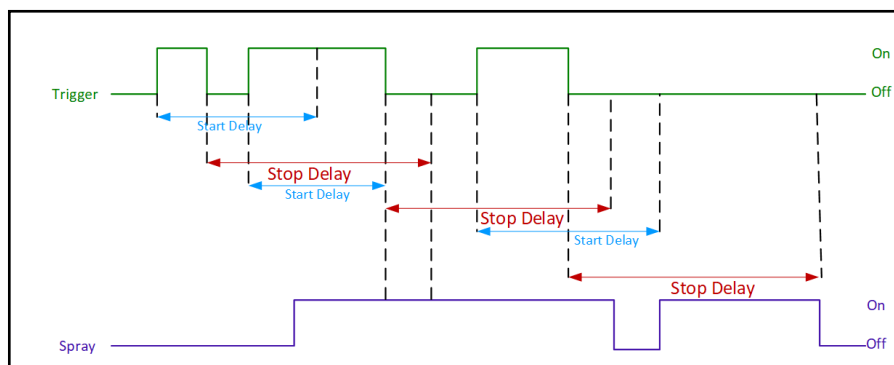 On
Trigger
Off
Start Delay
Stop Delay
Start Delay
Stop Delay
Start Delay
Stop Delay
On
Spray
Off